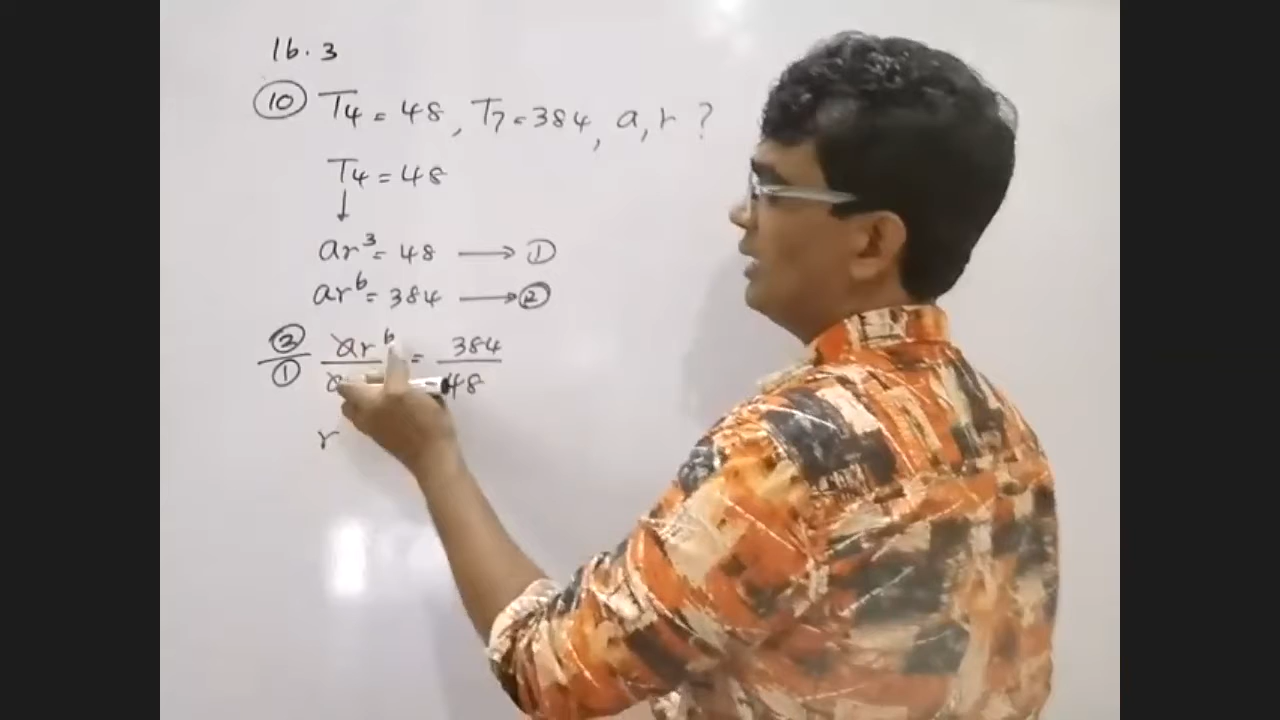 16.3
⑩ T4 = 48, T7 = 384, a, r ?
T4 = 48
↓
ar³ = 48 → ①
ar⁶ = 384 → ②
②/① ar⁶ = 384
a 48
r